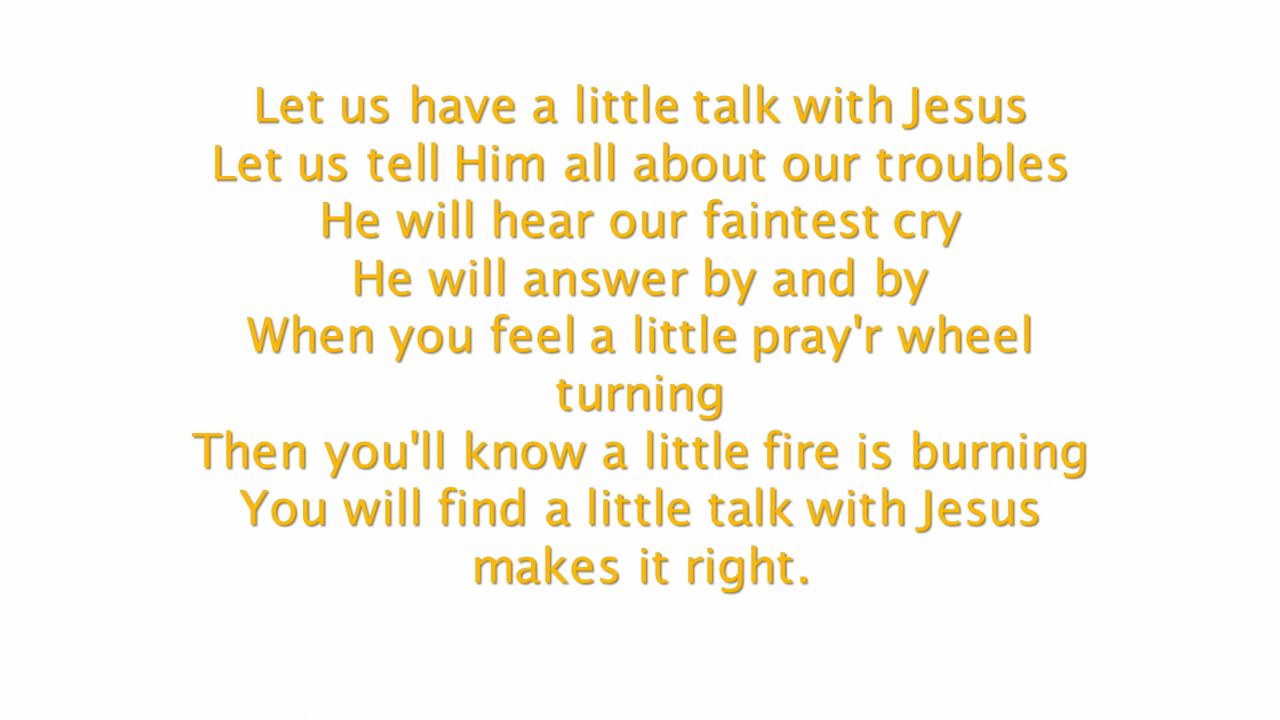 Let us have a little talk with Jesus
Let us tell Him all about our troubles
He will hear our faintest cry
He will answer by and by
When you feel a little pray'r wheel
turning
Then you'll know a little fire is burning
You will find a little talk with Jesus
makes it right.